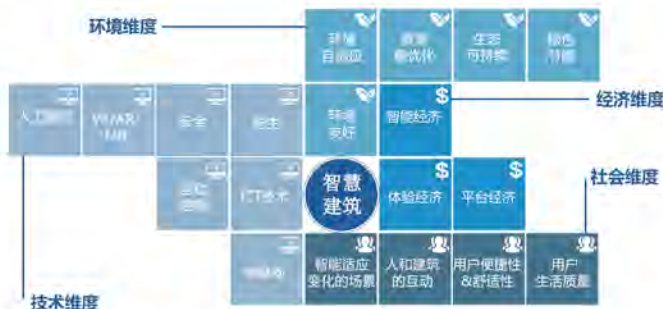 环境维度
环境
自适应
资源
最优化
生态
可持续
绿色
节能
人工智能
VR/AR/
MR
安全
环境
友好
智能经济
经济维度
ICT技术
智慧
建筑
体验经济
平台经济
社会维度
智能适应
变化的场景
人和建筑
的互动
用户便捷性
&舒适性
用户
生活质量
技术维度